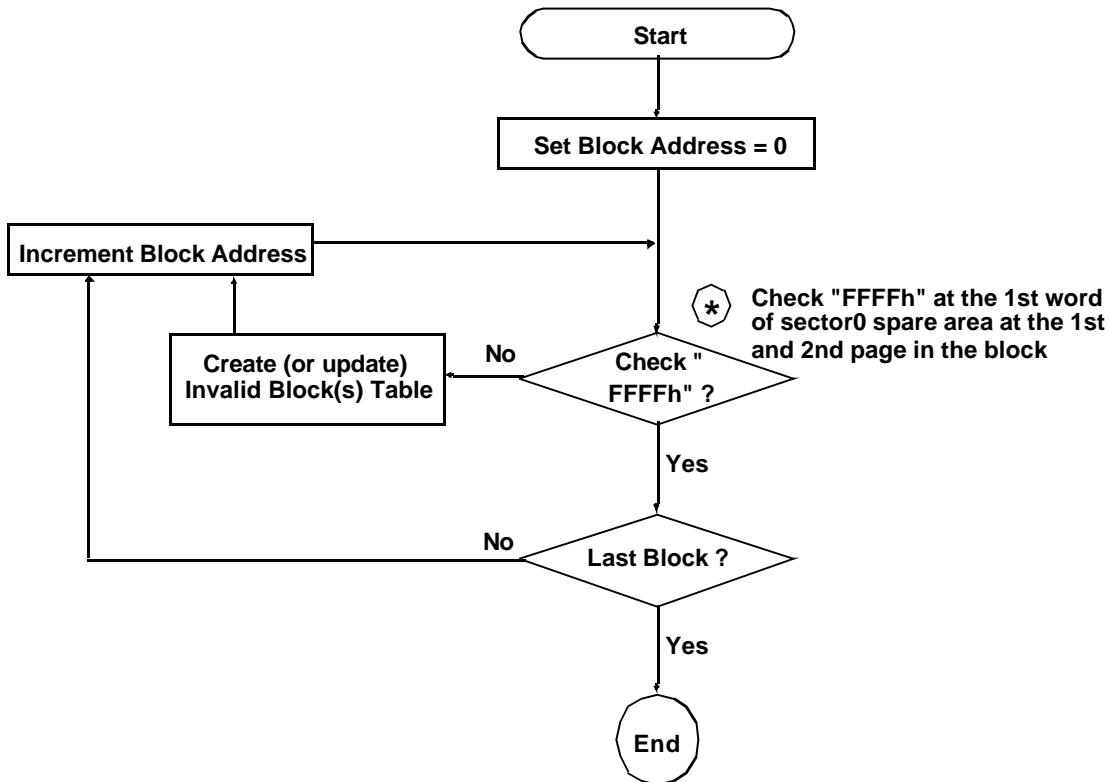 Start
Set Block Address = 0
Increment Block Address
*
Check "FFFFh" at the 1st word
of sector0 spare area at the 1st
and 2nd page in the block
No
Create (or update)
Invalid Block(s) Table
Check "
FFFFh" ?
Yes
No
Last Block ?
Yes
End